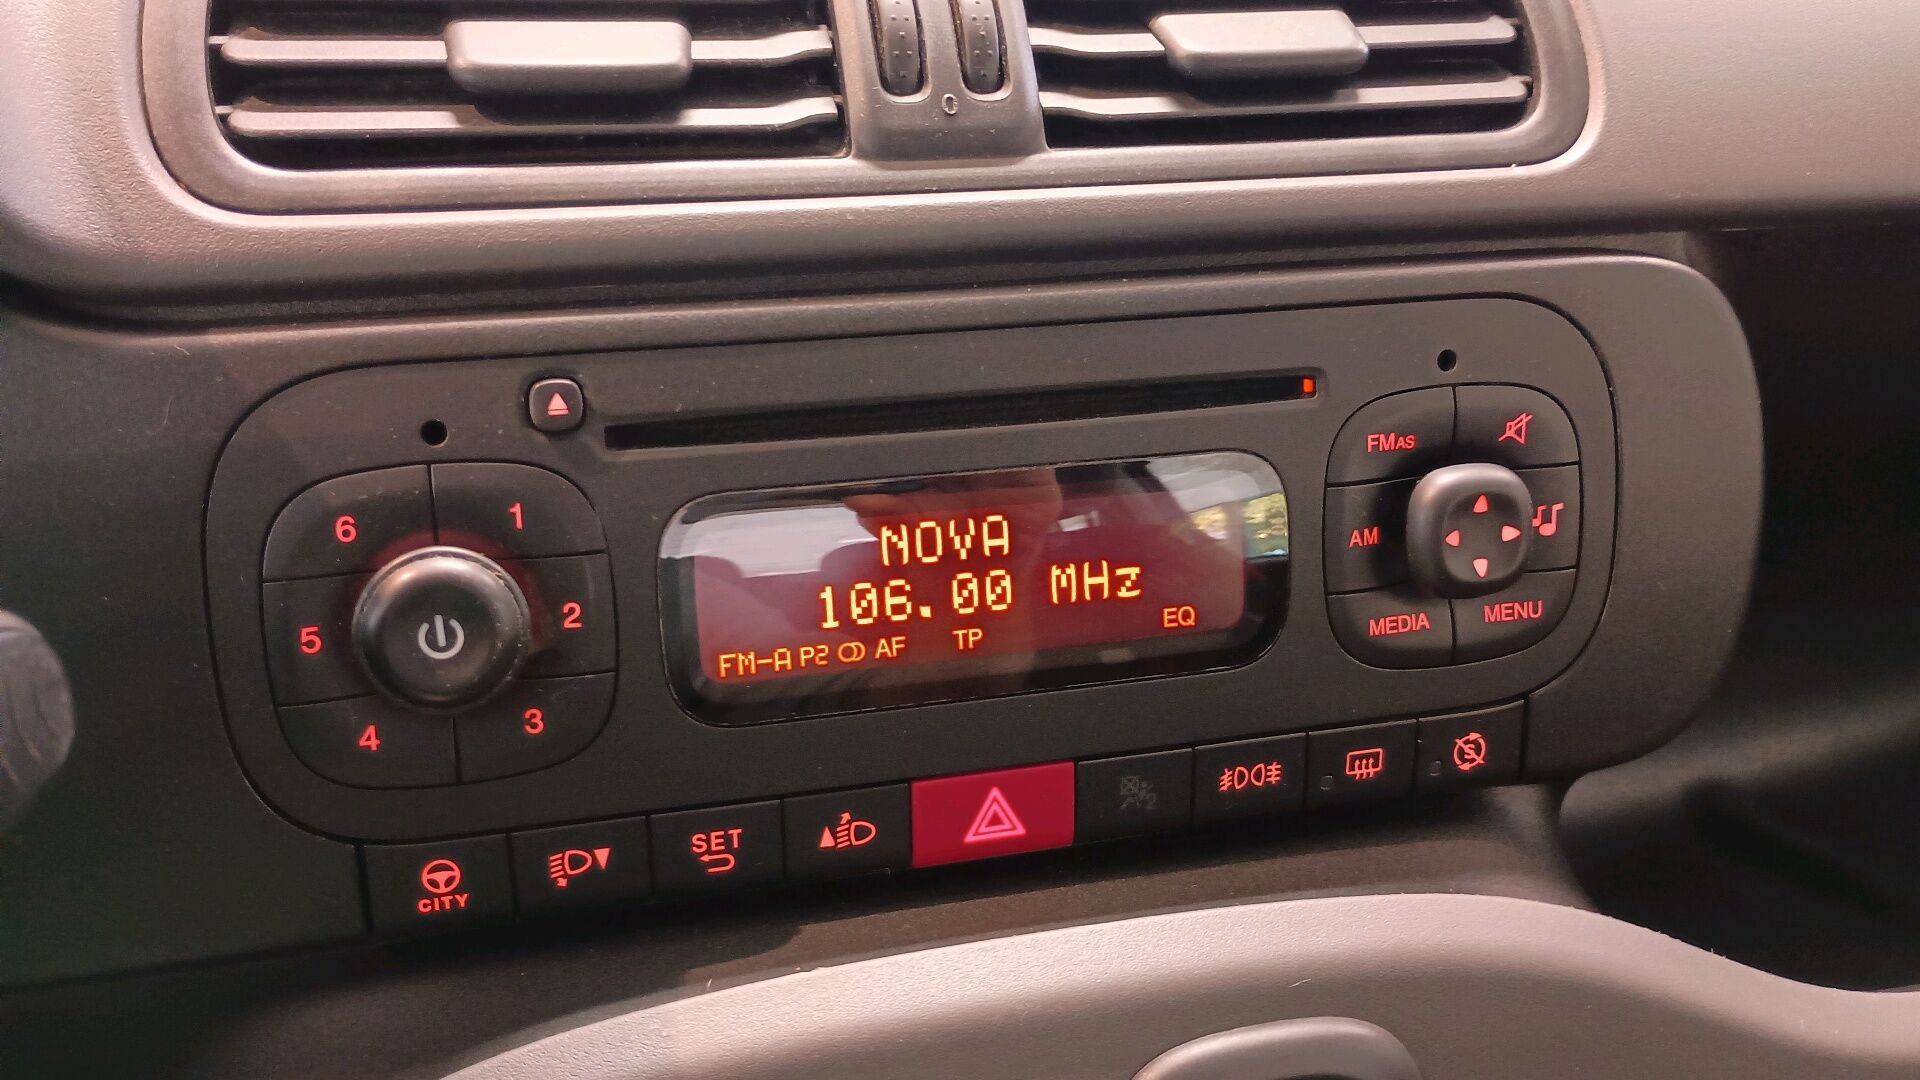 0
FMAS
6
1
NOVA
AM
5
2
106.00 MHz
FM-A P2 AF TP EQ
MEDIA
MENU
4
3
SET
CITY